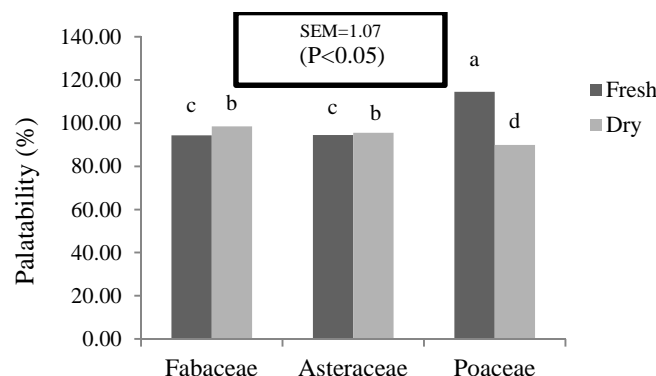 SEM=1.07
(P<0.05)
140.00
120.00
100.00
80.00
60.00
40.00
20.00
0.00
Palatability (%)
c b c b a d
Fresh
Dry
Fabaceae Asteraceae Poaceae